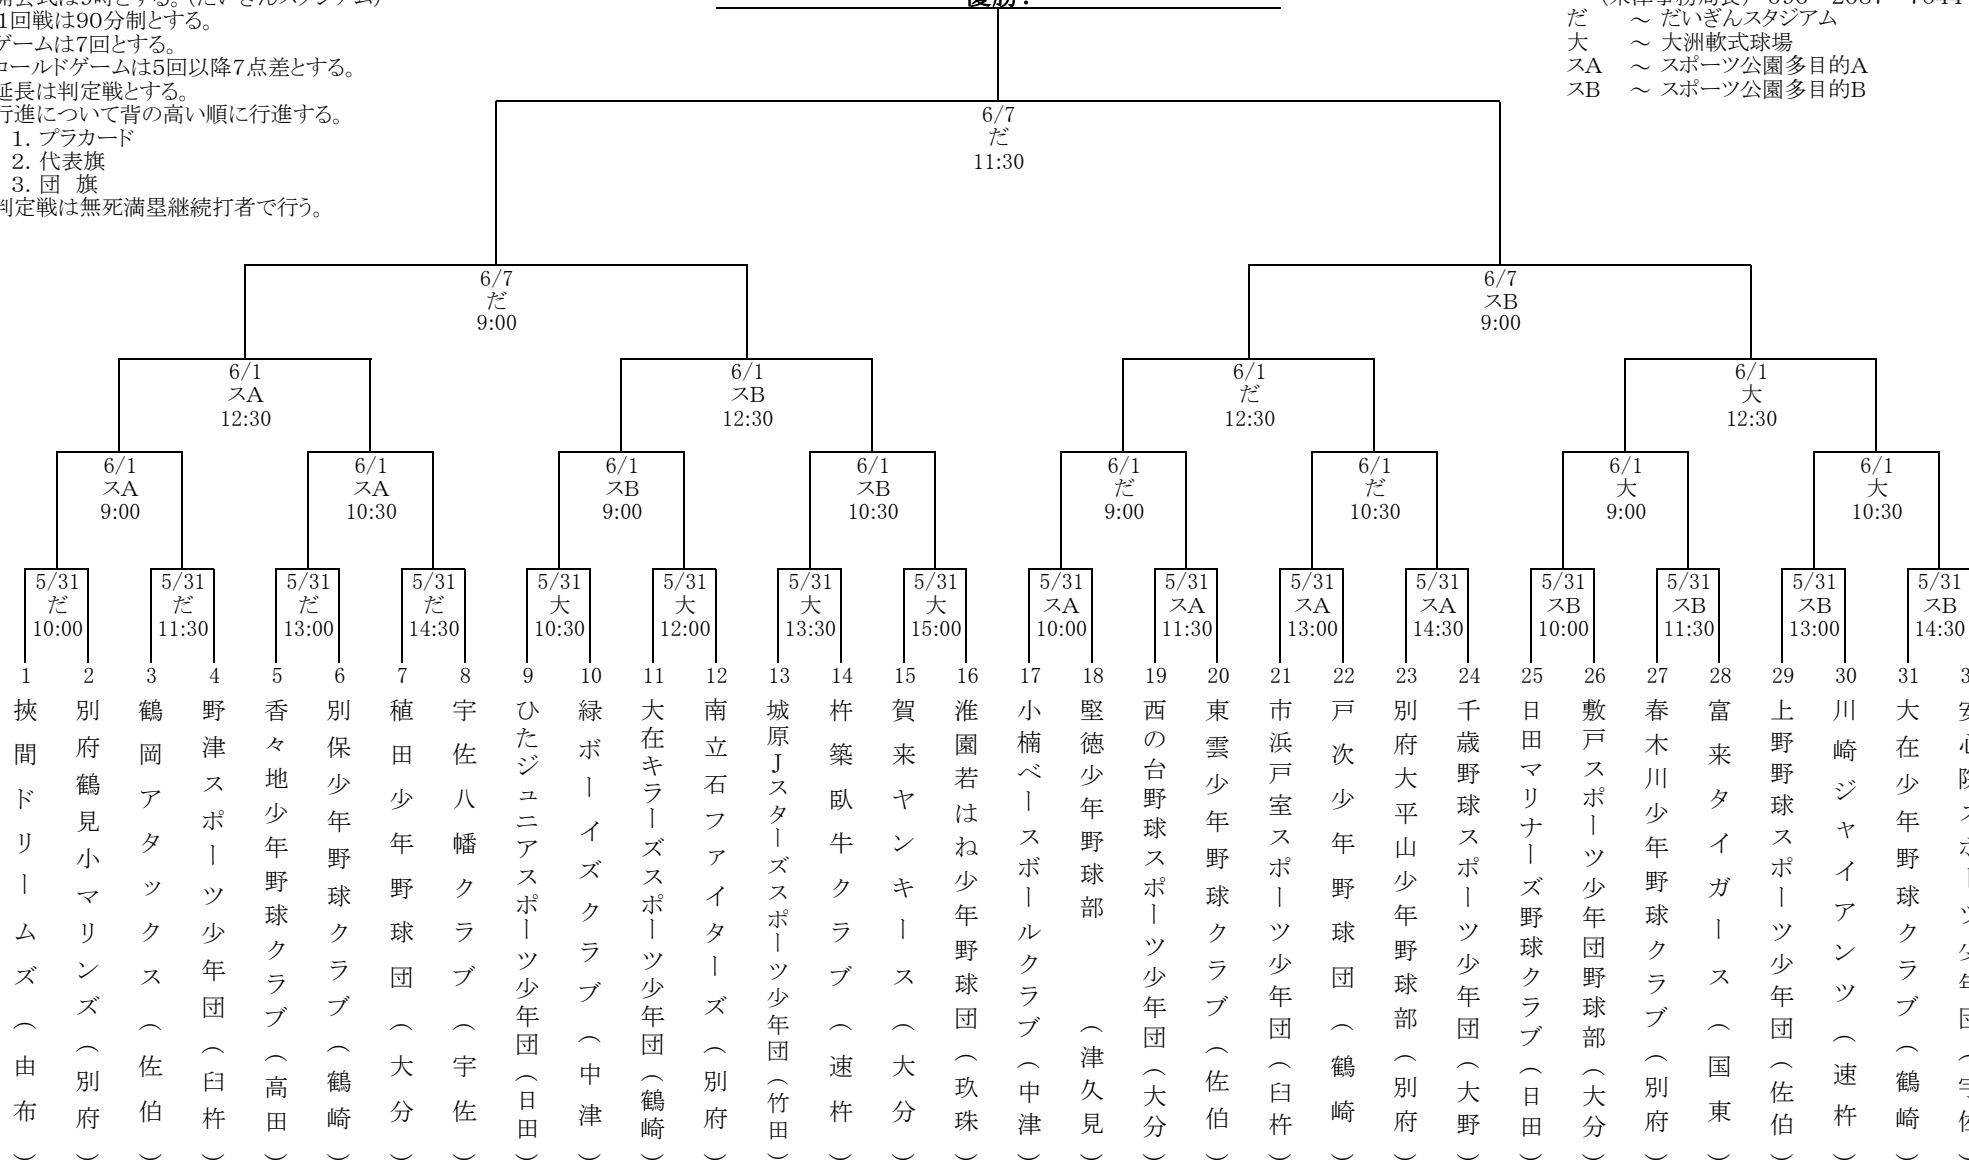 1回戦は90分制とする。
ゲームは7回とする。
コールドゲームは5回以降7点差とする。
延長は判定戦とする。
行進について背の高い順に行進する。
1. プラカード
2. 代表旗
3. 団 旗
判定戦は無死満塁継続打者で行う。
優勝:
だ ～ だいぎんスタジアム
大 ～ 大洲軟式球場
スA ～ スポーツ公園多目的A
スB ～ スポーツ公園多目的B
6/7
だ
11:30
6/7
だ
9:00
6/7
スB
9:00
6/1
スA
12:30
6/1
スB
12:30
6/1
だ
12:30
6/1
大
12:30
6/1
スA
9:00
6/1
スA
10:30
6/1
スB
9:00
6/1
スB
10:30
6/1
だ
9:00
6/1
だ
10:30
6/1
大
9:00
6/1
大
10:30
5/31
だ
10:00
5/31
だ
11:30
5/31
だ
13:00
5/31
だ
14:30
5/31
大
10:30
5/31
大
12:00
5/31
大
13:30
5/31
大
15:00
5/31
スA
10:00
5/31
スA
11:30
5/31
スA
13:00
5/31
スA
14:30
5/31
スB
10:00
5/31
スB
11:30
5/31
スB
13:00
5/31
スB
14:30
1 挾間ドリームズ(由布)
2 別府鶴見小マリンズ(別府)
3 鶴岡アタックス(佐伯)
4 野津スポーツ少年団(臼杵)
5 香々地少年野球クラブ(高田)
6 別保少年野球クラブ(鶴崎)
7 稙田少年野球団(大分)
8 宇佐八幡クラブ(宇佐)
9 ひたジュニアスポーツ少年団(日田)
10 緑ボーイズクラブ(中津)
11 大在キラーズスポーツ少年団(鶴崎)
12 南立石ファイターズ(別府)
13 城原Jスターズスポーツ少年団(竹田)
14 杵築臥牛クラブ(速杵)
15 賀来ヤンキース(大分)
16 淮園若はね少年野球団(玖珠)
17 小楠ベースボールクラブ(中津)
18 堅徳少年野球部(津久見)
19 西の台野球スポーツ少年団(大分)
20 東雲少年野球クラブ(佐伯)
21 市浜戸室スポーツ少年団(臼杵)
22 戸次少年野球団(鶴崎)
23 別府大平山少年野球部(別府)
24 千歳野球スポーツ少年団(大野)
25 日田マリナーズ野球クラブ(日田)
26 敷戸スポーツ少年団野球部(大分)
27 春木川少年野球クラブ(別府)
28 富来タイガース(国東)
29 上野野球スポーツ少年団(佐伯)
30 川崎ジャイアンツ(速杵)
31 大在少年野球クラブ(鶴崎)